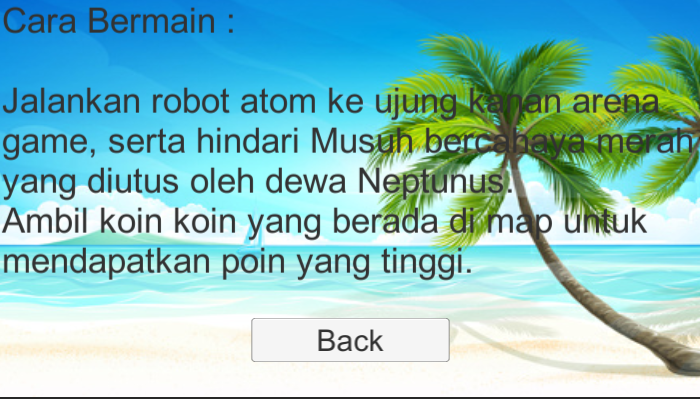 Cara Bermain :
Jalankan robot atom ke ujung kanan arena
game, serta hindari Musuh bercahaya merah
yang diutus oleh dewa Neptunus.
Ambil koin koin yang berada di map untuk
mendapatkan poin yang tinggi.
Back